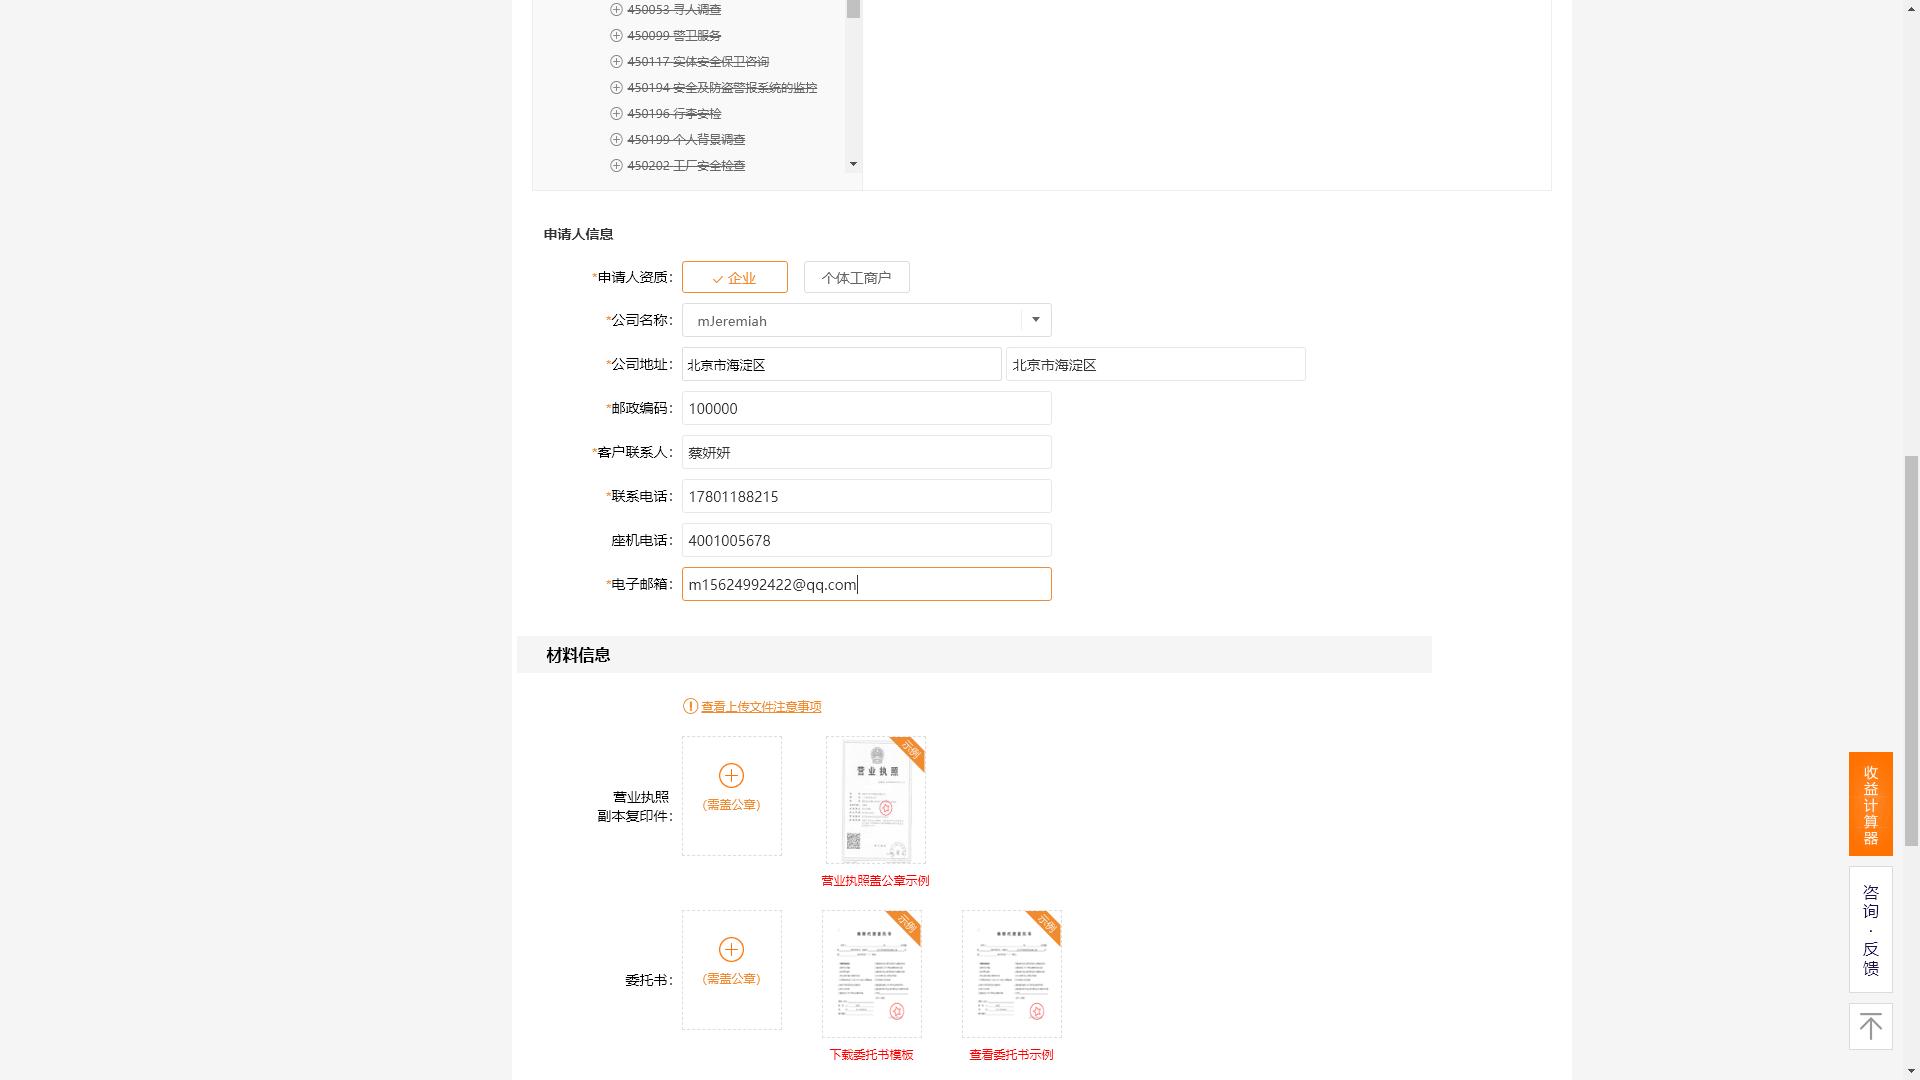 450053 寻人调查
450099 警卫服务
450117 实体安全保卫咨询
450194 安全及防盗警报系统的监控
450196 行李安检
450199 个人背景调查
450202 工厂安全检查
申请人信息
*申请人资质： 企业 个体工商户
*公司名称： mJeremiah
*公司地址： 北京市海淀区 北京市海淀区
*邮政编码： 100000
*客户联系人： 蔡妍妍
*联系电话： 17801188215
座机电话： 4001005678
*电子邮箱： m15624992422@qq.com
材料信息
查看上传文件注意事项
营业执照
副本复印件：
(需盖公章)
示例
营业执照
营业执照盖公章示例
委托书：
(需盖公章)
示例
示例
下载委托书模板
查看委托书示例
收益计算器
咨询·反馈